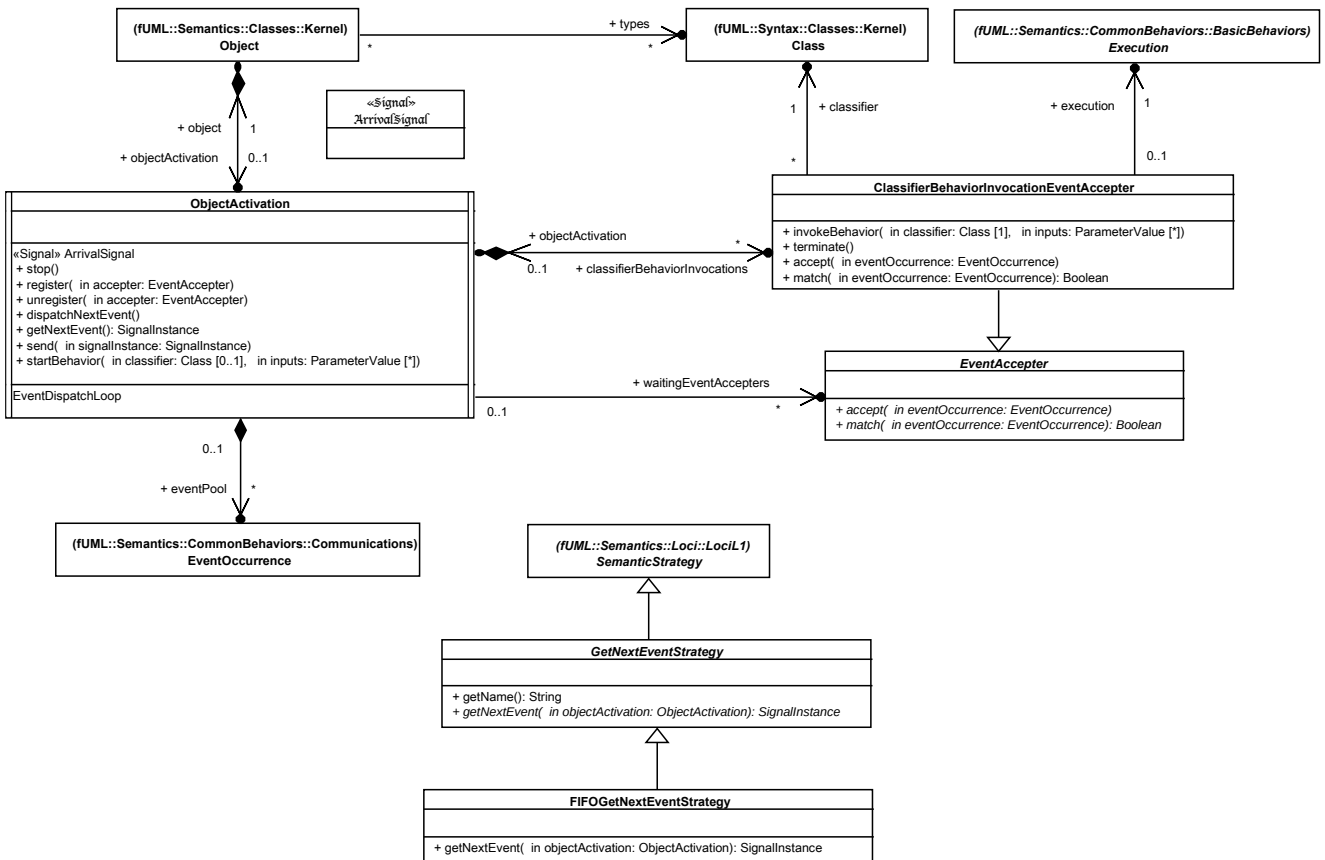 (fUML::Semantics::Classes::Kernel)
Object
+ types
*
*
(fUML::Syntax::Classes::Kernel)
Class
(fUML::Semantics::CommonBehaviors::BasicBehaviors)
Execution
«Signal»
ArrivalSignal
+ object
1
+ objectActivation
0..1
1
+ classifier
*
+ execution
1
0..1
ObjectActivation
«Signal» ArrivalSignal
+ stop()
+ register( in accepter: EventAccepter)
+ unregister( in accepter: EventAccepter)
+ dispatchNextEvent()
+ getNextEvent(): SignalInstance
+ send( in signalInstance: SignalInstance)
+ startBehavior( in classifier: Class [0..1], in inputs: ParameterValue [*])
EventDispatchLoop
+ objectActivation
*
0..1
+ classifierBehaviorInvocations
ClassifierBehaviorInvocationEventAccepter
+ invokeBehavior( in classifier: Class [1], in inputs: ParameterValue [*])
+ terminate()
+ accept( in eventOccurrence: EventOccurrence)
+ match( in eventOccurrence: EventOccurrence): Boolean
+ waitingEventAccepters
0..1
*
EventAccepter
+ accept( in eventOccurrence: EventOccurrence)
+ match( in eventOccurrence: EventOccurrence): Boolean
0..1
+ eventPool
*
(fUML::Semantics::CommonBehaviors::Communications)
EventOccurrence
(fUML::Semantics::Loci::LociL1)
SemanticStrategy
GetNextEventStrategy
+ getName(): String
+ getNextEvent( in objectActivation: ObjectActivation): SignalInstance
FIFOGetNextEventStrategy
+ getNextEvent( in objectActivation: ObjectActivation): SignalInstance